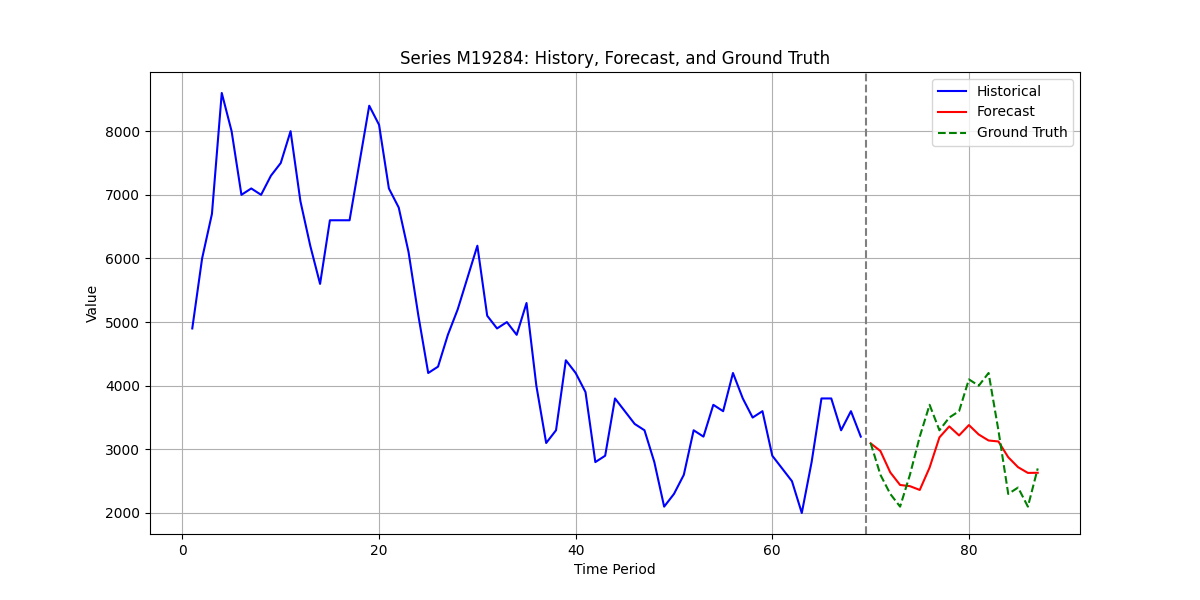 Series M19284: History, Forecast, and Ground Truth
Historical
Forecast
Ground Truth
Value
8000
7000
6000
5000
4000
3000
2000
0
20
40
60
80
Time Period